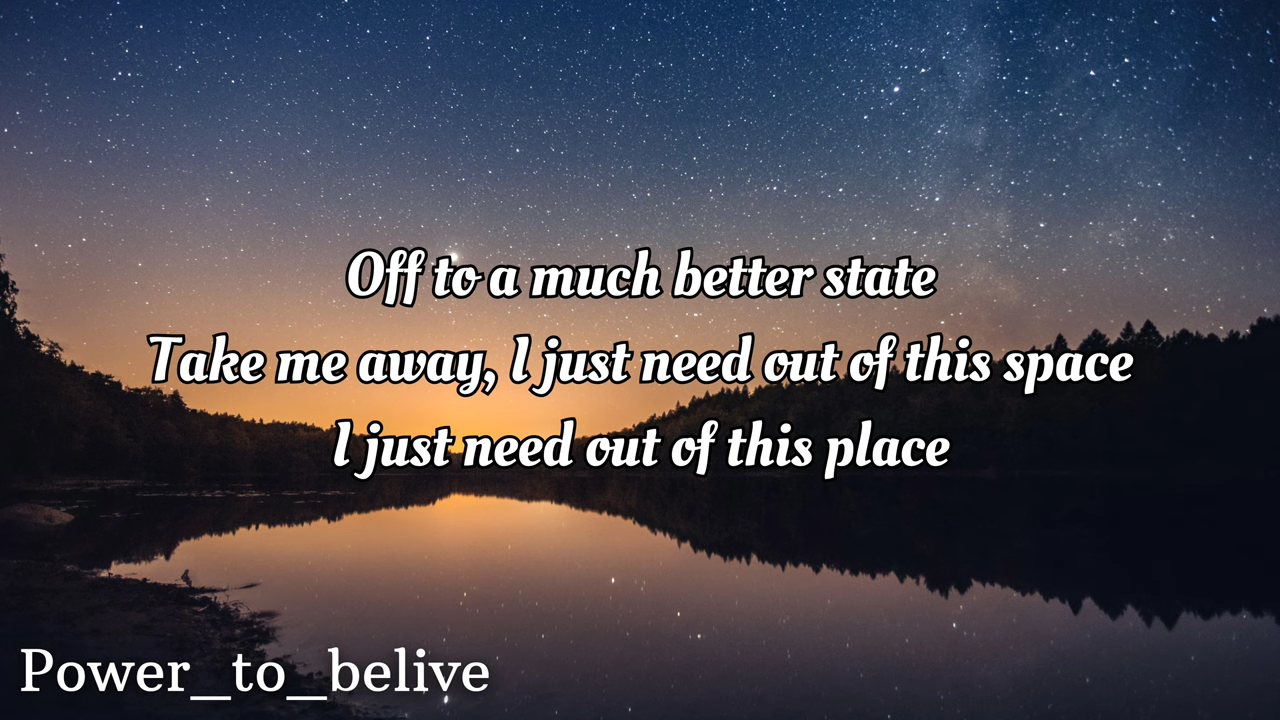 Off to a much better state
Take me away, I just need out of this space
I just need out of this place
Power_to_belive